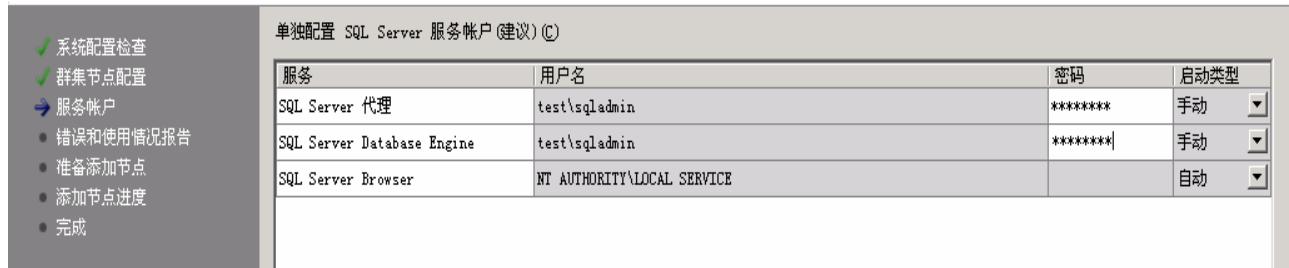 系统配置检查
群集节点配置
服务帐户
错误和使用情况报告
准备添加节点
添加节点进度
完成
单独配置 SQL Server 服务帐户(建议)(C)
服务 用户名 密码 启动类型
SQL Server 代理 test\sqladmin ******** 手动
SQL Server Database Engine test\sqladmin ******** 手动
SQL Server Browser NT AUTHORITY\LOCAL SERVICE 自动